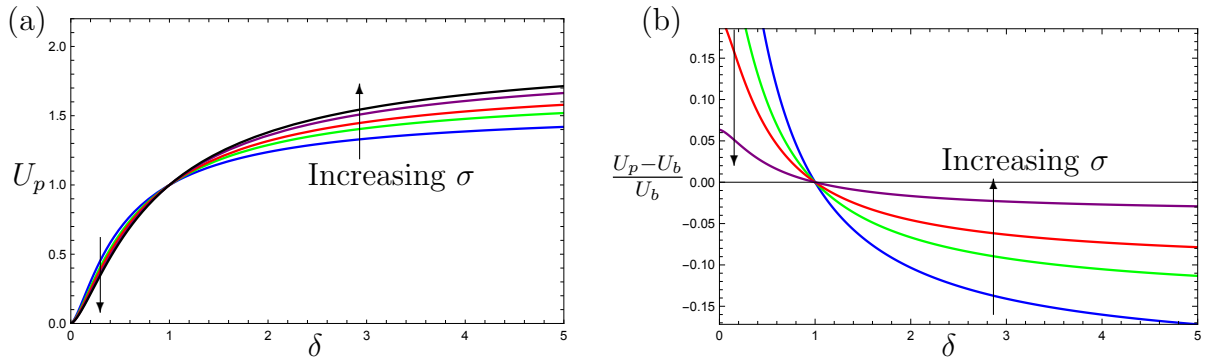 (a)
2.0
1.5
U_p 1.0
0.5
0.0
0 1 2 3 4 5
δ
Increasing σ
(b)
0.15
0.10
0.05
\frac{U_p-U_b}{U_b} 0.00
−0.05
−0.10
−0.15
0 1 2 3 4 5
δ
Increasing σ